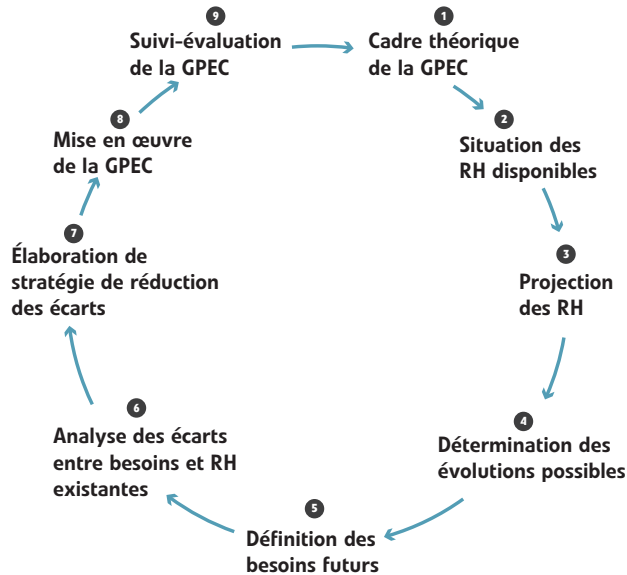 1
Cadre théorique
de la GPEC
2
Situation des
RH disponibles
3
Projection
des RH
4
Détermination des
évolutions possibles
5
Définition des
besoins futurs
6
Analyse des écarts
entre besoins et RH
existantes
7
Élaboration de
stratégie de réduction
des écarts
8
Mise en œuvre
de la GPEC
9
Suivi-évaluation
de la GPEC